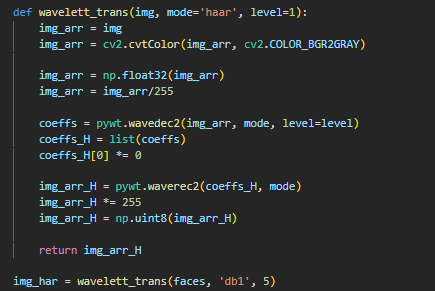 def wavelett_trans(img, mode='haar', level=1):
    img_arr = img
    img_arr = cv2.cvtColor(img_arr, cv2.COLOR_BGR2GRAY)

    img_arr = np.float32(img_arr)
    img_arr = img_arr/255

    coeffs = pywt.wavedec2(img_arr, mode, level=level)
    coeffs_H = list(coeffs)
    coeffs_H[0] *= 0

    img_arr_H = pywt.waverec2(coeffs_H, mode)
    img_arr_H *= 255
    img_arr_H = np.uint8(img_arr_H)

    return img_arr_H

img_har = wavelett_trans(faces, 'db1', 5)